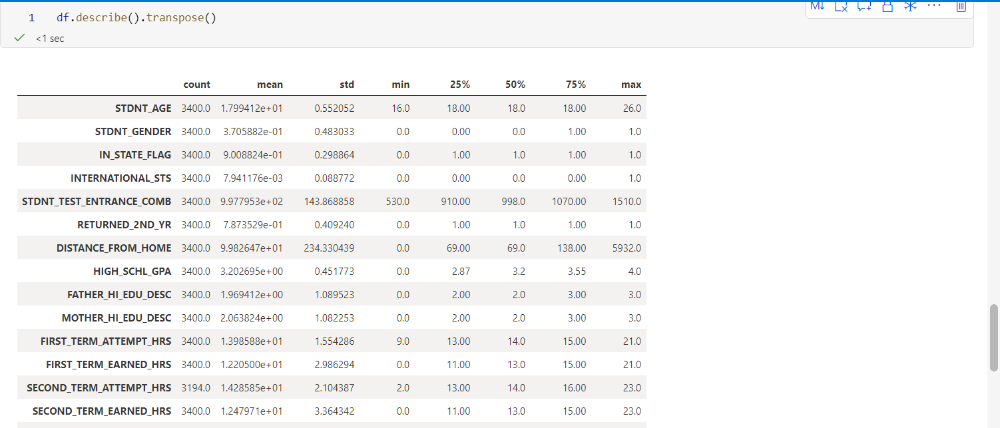 M↓
1 df.describe().transpose()
<1 sec
count mean std min 25% 50% 75% max
STDNT_AGE 3400.0 1.799412e+01 0.552052 16.0 18.00 18.0 18.00 26.0
STDNT_GENDER 3400.0 3.705882e-01 0.483033 0.0 0.00 0.0 1.00 1.0
IN_STATE_FLAG 3400.0 9.008824e-01 0.298864 0.0 1.00 1.0 1.00 1.0
INTERNATIONAL_STS 3400.0 7.941176e-03 0.088772 0.0 0.00 0.0 0.00 1.0
STDNT_TEST_ENTRANCE_COMB 3400.0 9.977953e+02 143.868858 530.0 910.00 998.0 1070.00 1510.0
RETURNED_2ND_YR 3400.0 7.873529e-01 0.409240 0.0 1.00 1.0 1.00 1.0
DISTANCE_FROM_HOME 3400.0 9.982647e+01 234.330439 0.0 69.00 69.0 138.00 5932.0
HIGH_SCHL_GPA 3400.0 3.202695e+00 0.451773 0.0 2.87 3.2 3.55 4.0
FATHER_HI_EDU_DESC 3400.0 1.969412e+00 1.089523 0.0 2.00 2.0 3.00 3.0
MOTHER_HI_EDU_DESC 3400.0 2.063824e+00 1.082253 0.0 2.00 2.0 3.00 3.0
FIRST_TERM_ATTEMPT_HRS 3400.0 1.398588e+01 1.554286 9.0 13.00 14.0 15.00 21.0
FIRST_TERM_EARNED_HRS 3400.0 1.220500e+01 2.986294 0.0 11.00 13.0 15.00 21.0
SECOND_TERM_ATTEMPT_HRS 3194.0 1.428585e+01 2.104387 2.0 13.00 14.0 16.00 23.0
SECOND_TERM_EARNED_HRS 3400.0 1.247971e+01 3.364342 0.0 11.00 13.0 15.00 23.0